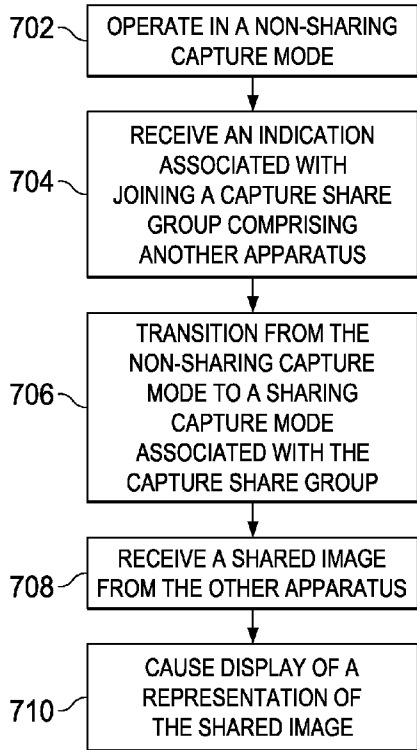 702
OPERATE IN A NON-SHARING
CAPTURE MODE
704
RECEIVE AN INDICATION
ASSOCIATED WITH
JOINING A CAPTURE SHARE
GROUP COMPRISING
ANOTHER APPARATUS
706
TRANSITION FROM THE
NON-SHARING CAPTURE
MODE TO A SHARING
CAPTURE MODE
ASSOCIATED WITH THE
CAPTURE SHARE GROUP
708
RECEIVE A SHARED IMAGE
FROM THE OTHER APPARATUS
710
CAUSE DISPLAY OF A
REPRESENTATION OF
THE SHARED IMAGE